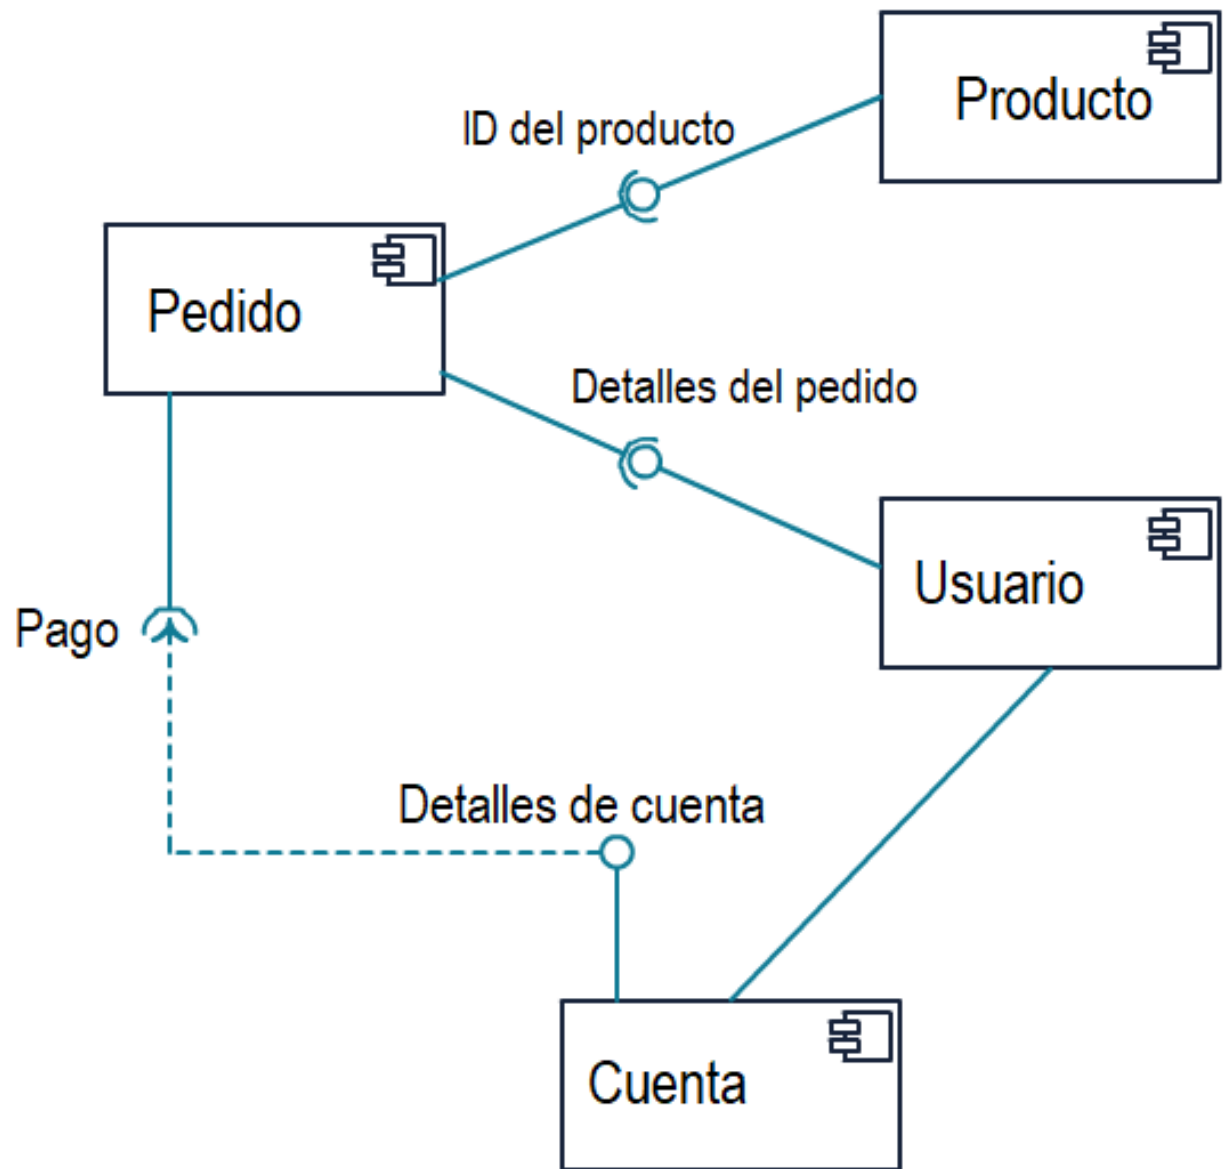 Producto
ID del producto
Pedido
Detalles del pedido
Usuario
Pago
Detalles de cuenta
Cuenta